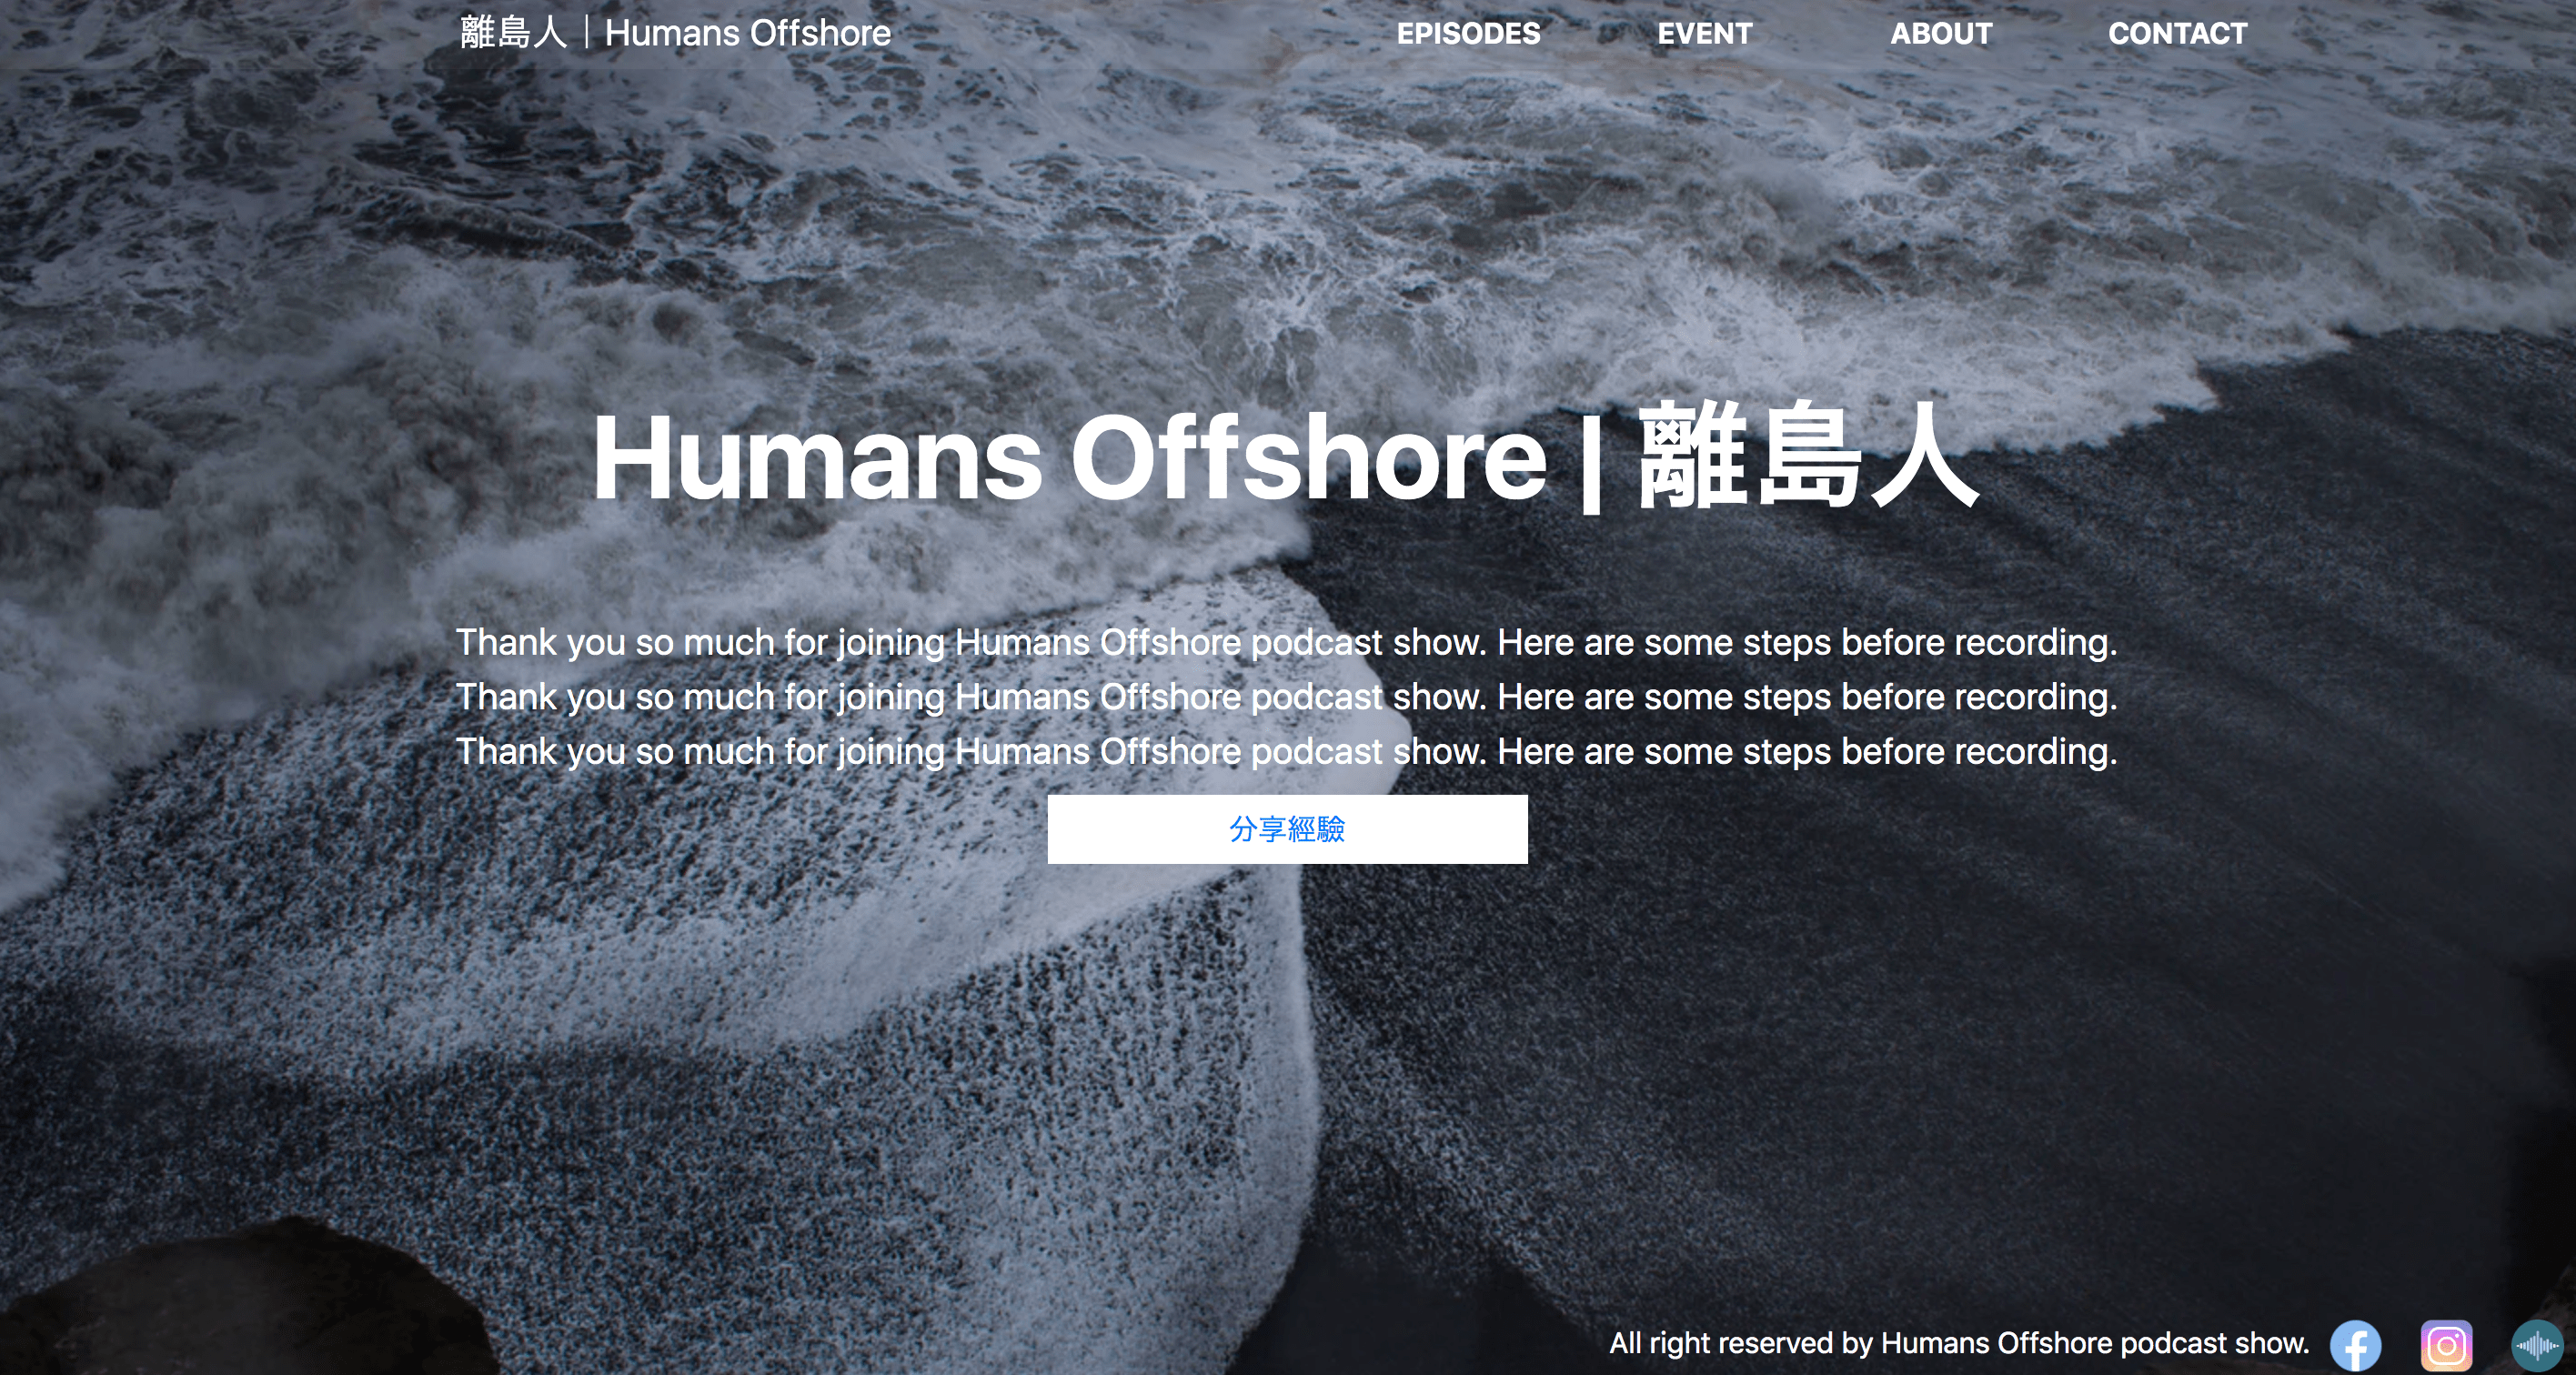 離島人｜Humans Offshore
EPISODES EVENT ABOUT CONTACT
Humans Offshore | 離島人
Thank you so much for joining Humans Offshore podcast show. Here are some steps before recording.
Thank you so much for joining Humans Offshore podcast show. Here are some steps before recording.
Thank you so much for joining Humans Offshore podcast show. Here are some steps before recording.
分享經驗
All right reserved by Humans Offshore podcast show.